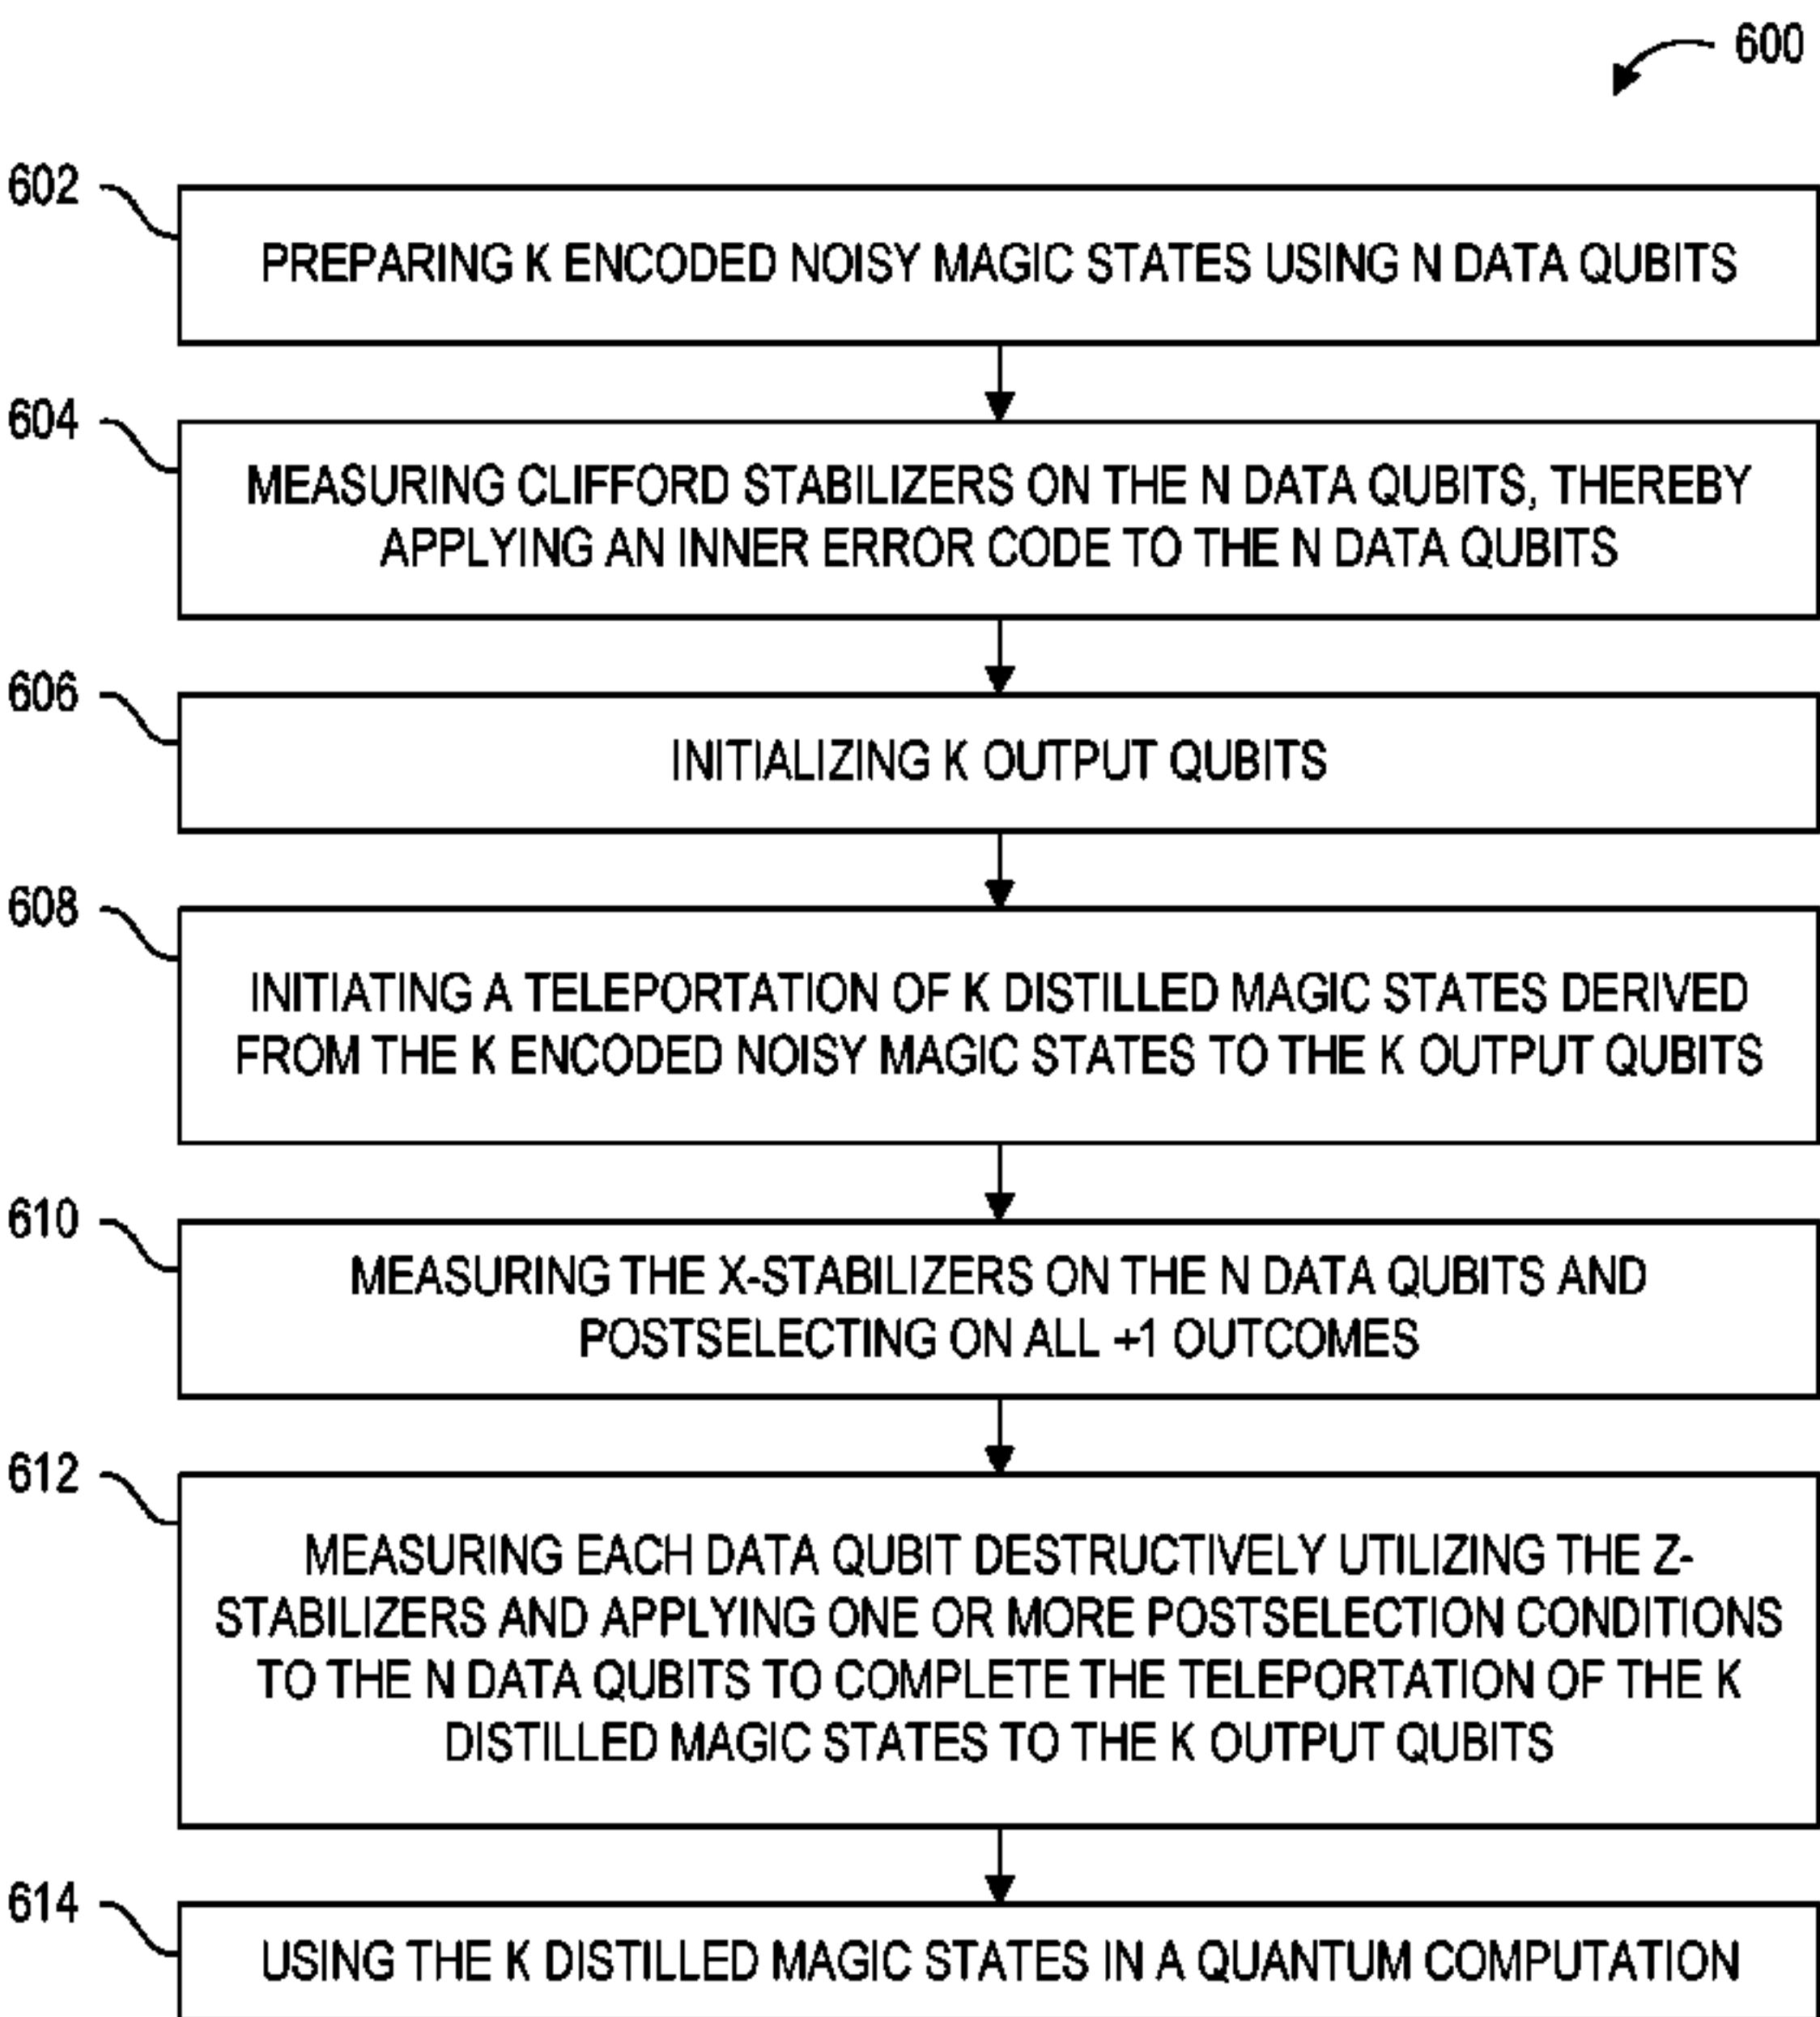 600
602
PREPARING K ENCODED NOISY MAGIC STATES USING N DATA QUBITS
604
MEASURING CLIFFORD STABILIZERS ON THE N DATA QUBITS, THEREBY
APPLYING AN INNER ERROR CODE TO THE N DATA QUBITS
606
INITIALIZING K OUTPUT QUBITS
608
INITIATING A TELEPORTATION OF K DISTILLED MAGIC STATES DERIVED
FROM THE K ENCODED NOISY MAGIC STATES TO THE K OUTPUT QUBITS
610
MEASURING THE X-STABILIZERS ON THE N DATA QUBITS AND
POSTSELECTING ON ALL +1 OUTCOMES
612
MEASURING EACH DATA QUBIT DESTRUCTIVELY UTILIZING THE Z-
STABILIZERS AND APPLYING ONE OR MORE POSTSELECTION CONDITIONS
TO THE N DATA QUBITS TO COMPLETE THE TELEPORTATION OF THE K
DISTILLED MAGIC STATES TO THE K OUTPUT QUBITS
614
USING THE K DISTILLED MAGIC STATES IN A QUANTUM COMPUTATION